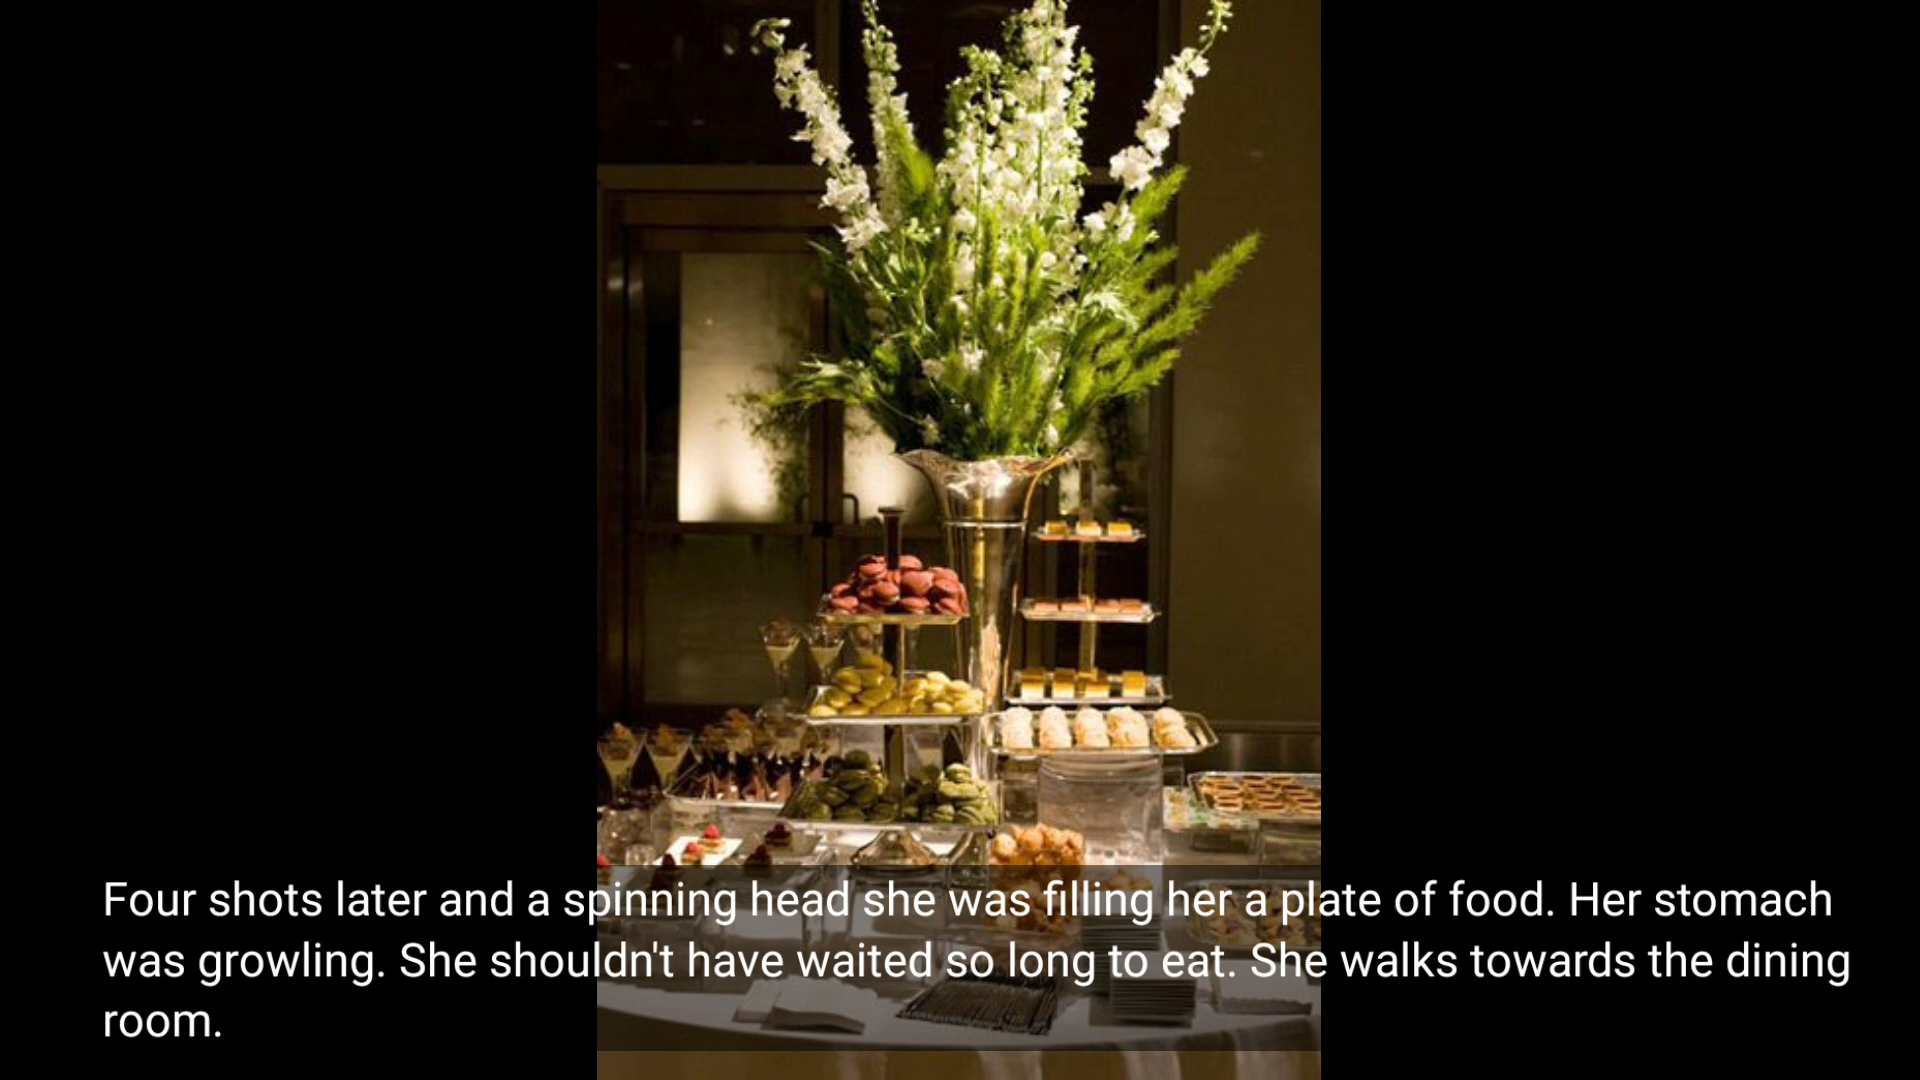 Four shots later and a spinning head she was filling her a plate of food. Her stomach
was growling. She shouldn't have waited so long to eat. She walks towards the dining
room.